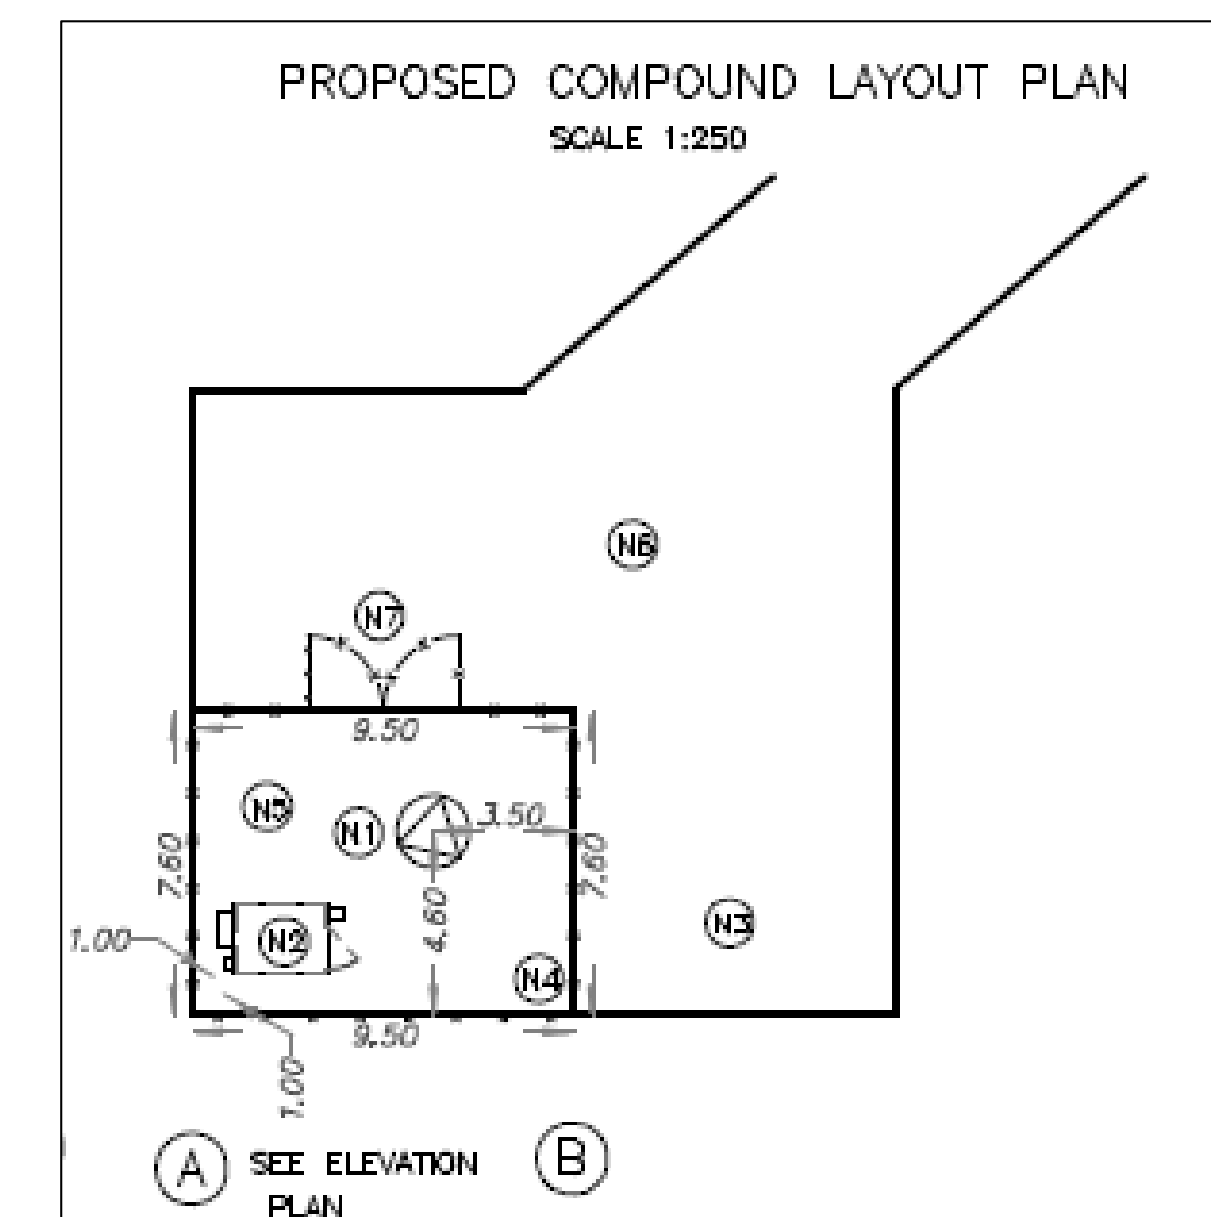 PROPOSED COMPOUND LAYOUT PLAN
SCALE 1:250
N6
N7
9.50
N5
N1
3.50
7.60
7.60
4.60
N2
N3
1.00
N4
9.50
1.00
A
SEE ELEVATION
PLAN
B